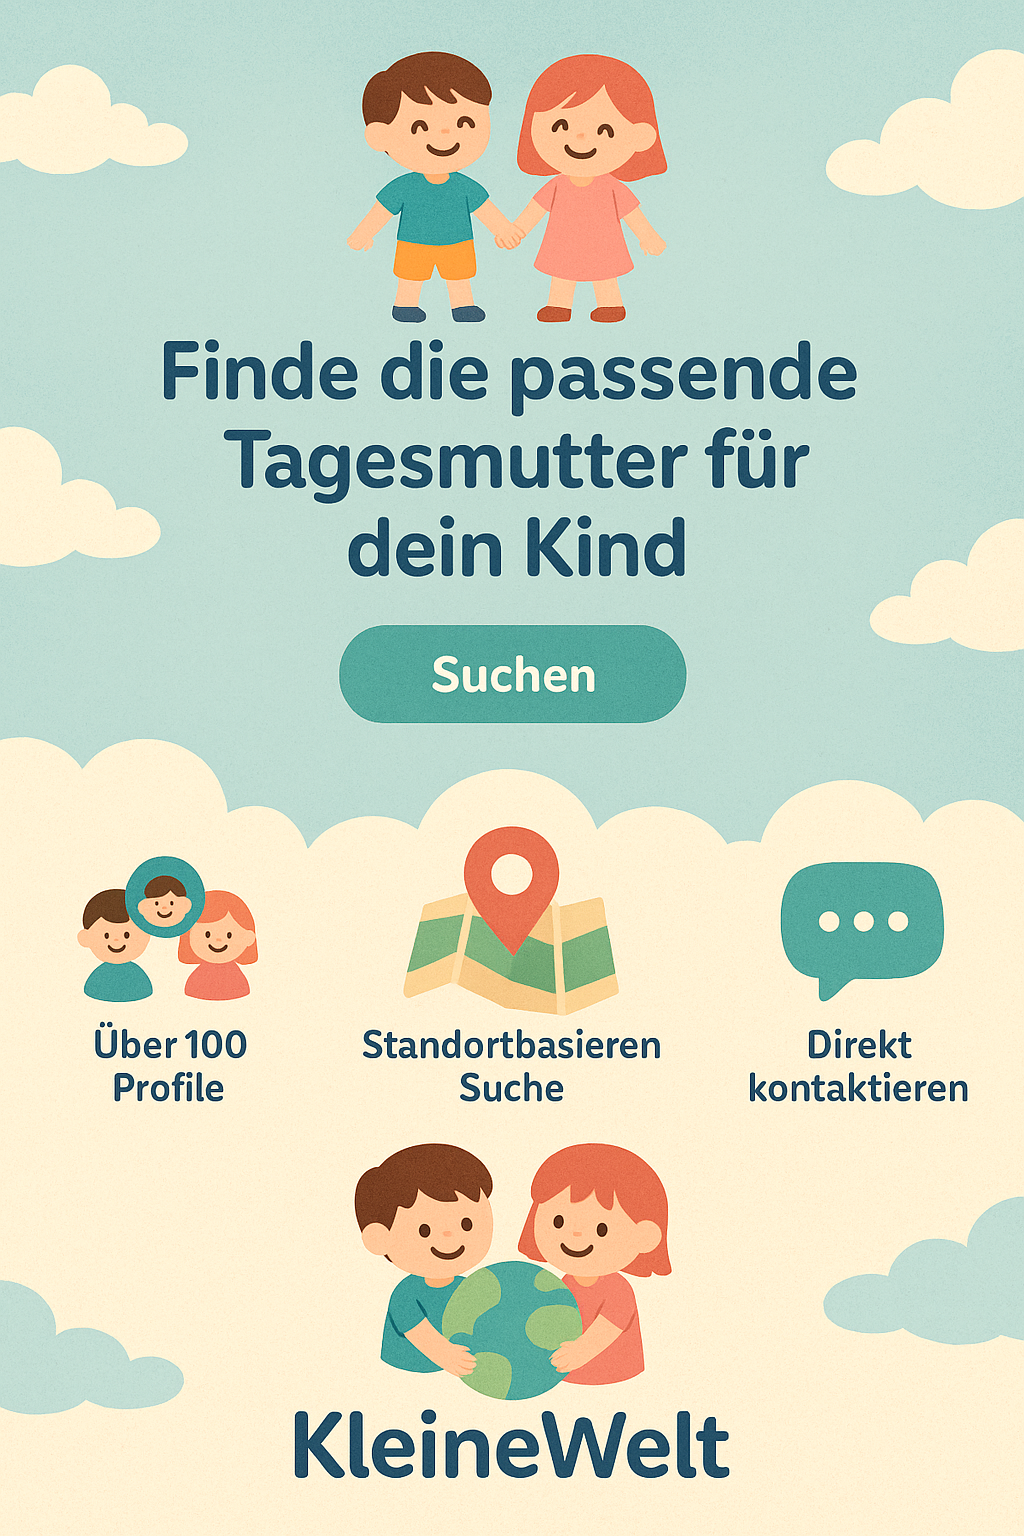 Finde die passende
Tagesmutter für
dein Kind
Suchen
Über 100
Profile
Standortbasieren
Suche
Direkt
kontaktieren
KleineWelt